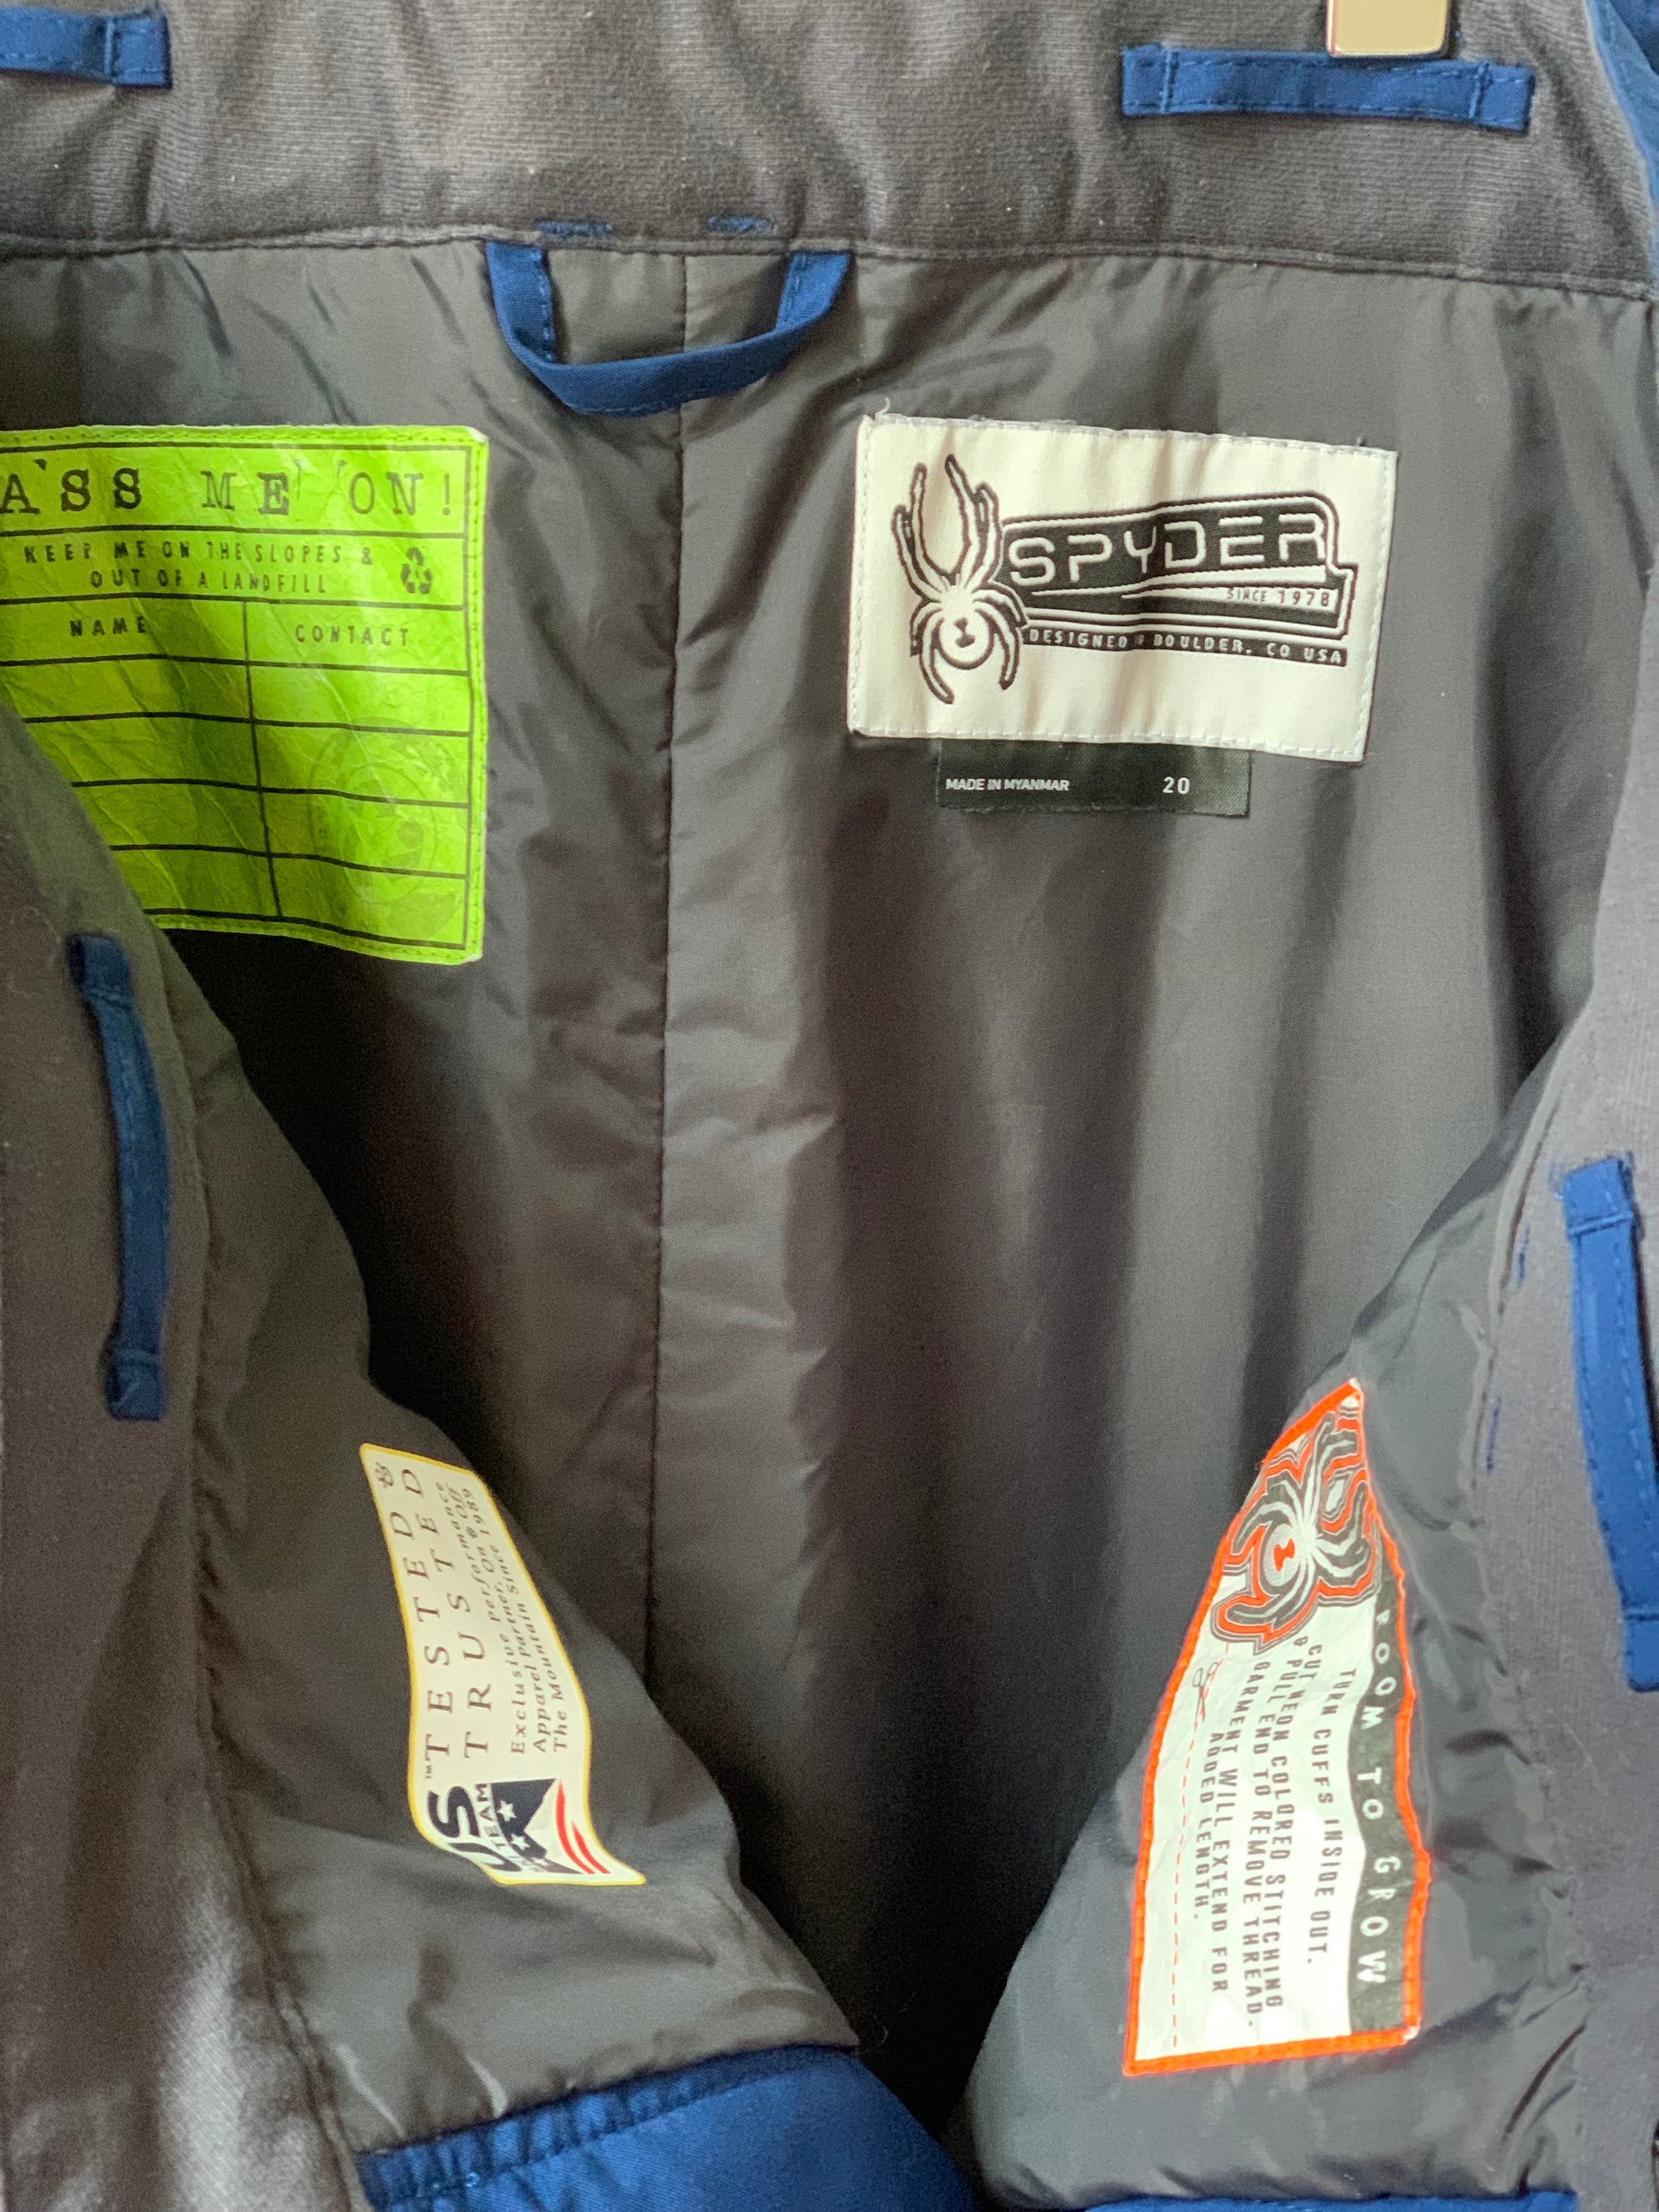 ASS ME ON!
KEEP ME ON THE SLOPES &
OUT OF A LANDFILL
NAME CONTACT
SPYDER
SINCE 1978
DESIGNED IN BOULDER, CO USA
MADE IN MYANMAR 20
TESTED &
TRUSTED™
Exclusive Performance
Apparel Partner, On & Off
The Mountain Since 1989
US
TEAM
ROOM TO GROW
TURN CUFFS INSIDE OUT.
CUT NEON COLORED STITCHING
& PULL END TO REMOVE THREAD.
GARMENT WILL EXTEND FOR
ADDED LENGTH.